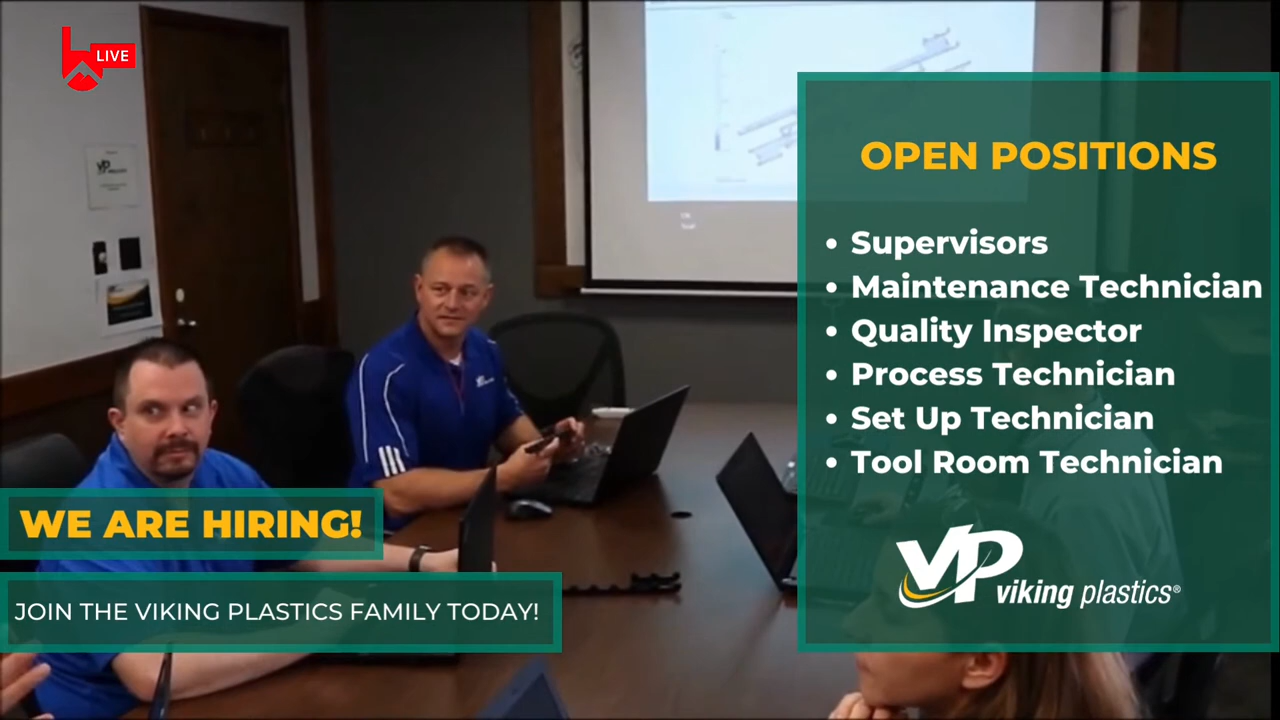 LIVE
OPEN POSITIONS
• Supervisors
• Maintenance Technician
• Quality Inspector
• Process Technician
• Set Up Technician
• Tool Room Technician
VP viking plastics®
WE ARE HIRING!
JOIN THE VIKING PLASTICS FAMILY TODAY!
VP